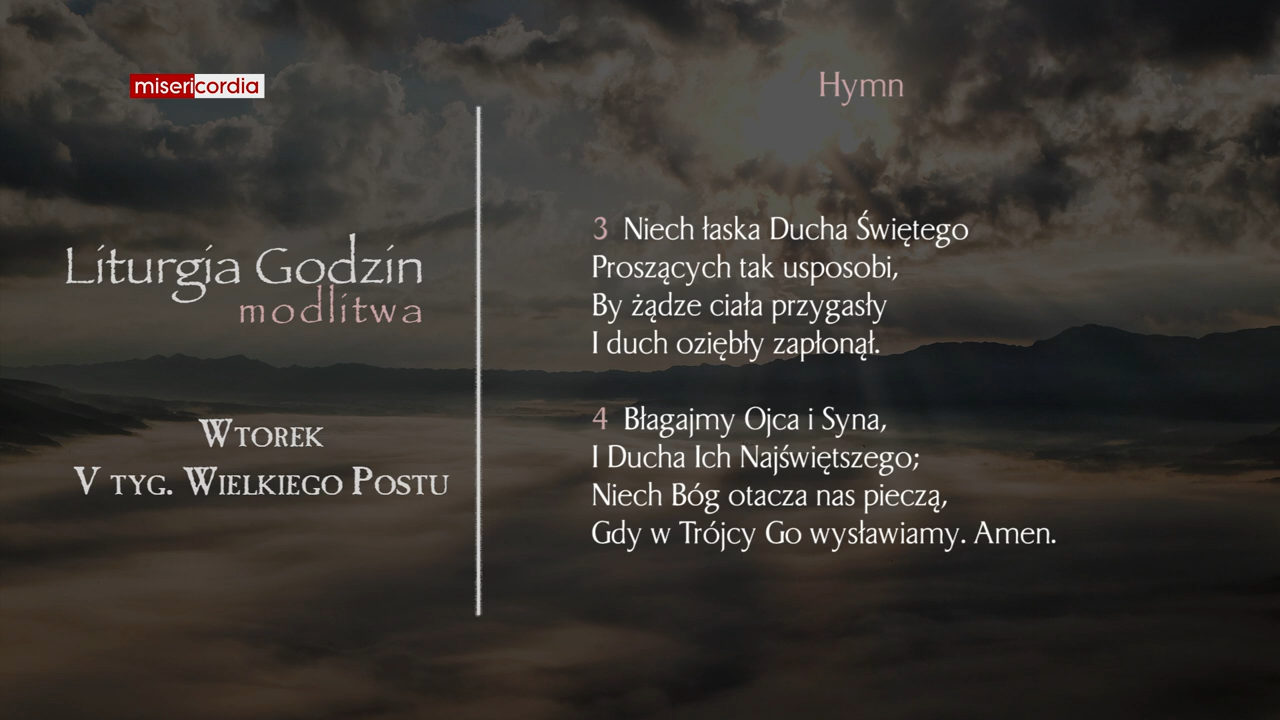 misericordia
Liturgia Godzin
modlitwa
Wtorek
V tyg. Wielkiego Postu
Hymn
3 Niech łaska Ducha Świętego
Proszących tak usposobi,
By żądze ciała przygasły
I duch oziębły zapłonął.
4 Błagajmy Ojca i Syna,
I Ducha Ich Najświętszego;
Niech Bóg otacza nas pieczą,
Gdy w Trójcy Go wysławiamy. Amen.